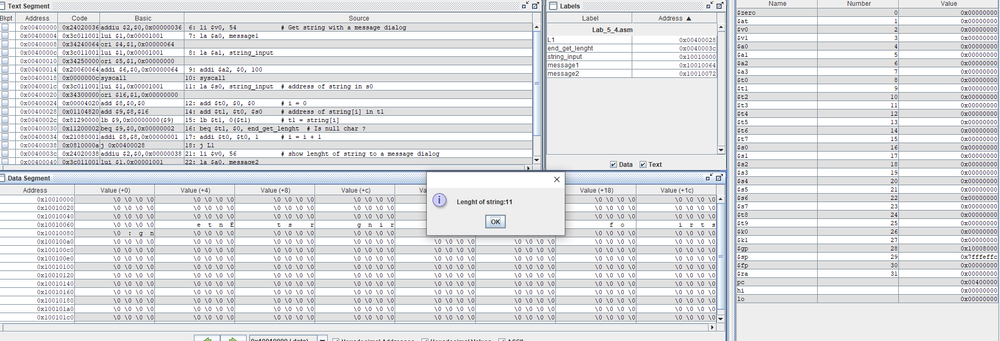 Text Segment
Bkpt Address Code Basic Source
0x00400000 0x24020036 addiu $2,$0,0x00000036 6: li $v0, 54 # Get string with a message dialog
0x00400004 0x3c011001 lui $1,0x00001001 7: la $a0, message1
0x00400008 0x34240064 ori $4,$1,0x00000064
0x0040000c 0x3c011001 lui $1,0x00001001 8: la $a1, string_input
0x00400010 0x34250000 ori $5,$1,0x00000000
0x00400014 0x20060064 addi $6,$0,0x00000064 9: addi $a2, $0, 100
0x00400018 0x0000000c syscall 10: syscall
0x0040001c 0x3c011001 lui $1,0x00001001 11: la $s0, string_input # address of string in s0
0x00400020 0x34300000 ori $16,$1,0x00000000
0x00400024 0x00004020 add $8,$0,$0 12: add $t0, $0, $0 # i = 0
0x00400028 0x01104820 add $9,$8,$16 14: add $t1, $t0, $s0 # address of string[i] in t1
0x0040002c 0x81290000 lb $9,0x00000000($9) 15: lb $t1, 0($t1) # t1 = string[i]
0x00400030 0x11200002 beq $9,$0,0x00000002 16: beq $t1, $0, end_get_lenght # Is null char ?
0x00400034 0x21080001 addi $8,$8,0x00000001 17: addi $t0, $t0, 1 # i = i + 1
0x00400038 0x0810000a j 0x00400028 18: j L1
0x0040003c 0x24020038 addiu $2,$0,0x00000038 21: li $v0, 56 # show lenght of string to a message dialog
0x00400040 0x3c011001 lui $1,0x00001001 22: la $a0, message2
Labels
Label Address ▲
Lab_5_4.asm
L1 0x00400028
end_get_lenght 0x0040003c
string_input 0x10010000
message1 0x10010064
message2 0x10010072
Data Text
Name Number Value
$zero 0 0x00000000
$at 1 0x00000000
$v0 2 0x00000000
$v1 3 0x00000000
$a0 4 0x00000000
$a1 5 0x00000000
$a2 6 0x00000000
$a3 7 0x00000000
$t0 8 0x00000000
$t1 9 0x00000000
$t2 10 0x00000000
$t3 11 0x00000000
$t4 12 0x00000000
$t5 13 0x00000000
$t6 14 0x00000000
$t7 15 0x00000000
$s0 16 0x00000000
$s1 17 0x00000000
$s2 18 0x00000000
$s3 19 0x00000000
$s4 20 0x00000000
$s5 21 0x00000000
$s6 22 0x00000000
$s7 23 0x00000000
$t8 24 0x00000000
$t9 25 0x00000000
$k0 26 0x00000000
$k1 27 0x00000000
$gp 28 0x10008000
$sp 29 0x7fffeffc
$fp 30 0x00000000
$ra 31 0x00000000
pc 0x00400000
hi 0x00000000
lo 0x00000000
Data Segment
Address Value (+0) Value (+4) Value (+8) Value (+c) Va Value (+18) Value (+1c)
0x10010000 \0 \0 \0 \0 \0 \0 \0 \0 \0 \0 \0 \0 \0 \0 \0 \0 \0 \0 \0 \0 \0 \0 \0 \0
0x10010020 \0 \0 \0 \0 \0 \0 \0 \0 \0 \0 \0 \0 \0 \0 \0 \0 \0 \0 \0 \0 \0 \0 \0 \0
0x10010040 \0 \0 \0 \0 \0 \0 \0 \0 \0 \0 \0 \0 \0 \0 \0 \0 \0 \0 \0 \0 \0 \0 \0 \0
0x10010060 \0 \0 \0 \0 e t n E t s r g n i r f o i r t s
0x10010080 \0 : g n \0 \0 \0 \0 \0 \0 \0 \0 \0 \0 \0 \0 \0 \0 \0 \0 \0 \0 \0 \0
0x100100a0 \0 \0 \0 \0 \0 \0 \0 \0 \0 \0 \0 \0 \0 \0 \0 \0 \0 \0 \0 \0 \0 \0 \0 \0 \0 \0 \0 \0 \0 \0 \0 \0
0x100100c0 \0 \0 \0 \0 \0 \0 \0 \0 \0 \0 \0 \0 \0 \0 \0 \0 \0 \0 \0 \0 \0 \0 \0 \0 \0 \0 \0 \0 \0 \0 \0 \0
0x100100e0 \0 \0 \0 \0 \0 \0 \0 \0 \0 \0 \0 \0 \0 \0 \0 \0 \0 \0 \0 \0 \0 \0 \0 \0 \0 \0 \0 \0 \0 \0 \0 \0
0x10010100 \0 \0 \0 \0 \0 \0 \0 \0 \0 \0 \0 \0 \0 \0 \0 \0 \0 \0 \0 \0 \0 \0 \0 \0 \0 \0 \0 \0 \0 \0 \0 \0
0x10010120 \0 \0 \0 \0 \0 \0 \0 \0 \0 \0 \0 \0 \0 \0 \0 \0 \0 \0 \0 \0 \0 \0 \0 \0 \0 \0 \0 \0 \0 \0 \0 \0
0x10010140 \0 \0 \0 \0 \0 \0 \0 \0 \0 \0 \0 \0 \0 \0 \0 \0 \0 \0 \0 \0 \0 \0 \0 \0 \0 \0 \0 \0 \0 \0 \0 \0
0x10010160 \0 \0 \0 \0 \0 \0 \0 \0 \0 \0 \0 \0 \0 \0 \0 \0 \0 \0 \0 \0 \0 \0 \0 \0 \0 \0 \0 \0 \0 \0 \0 \0
0x10010180 \0 \0 \0 \0 \0 \0 \0 \0 \0 \0 \0 \0 \0 \0 \0 \0 \0 \0 \0 \0 \0 \0 \0 \0 \0 \0 \0 \0 \0 \0 \0 \0
0x100101a0 \0 \0 \0 \0 \0 \0 \0 \0 \0 \0 \0 \0 \0 \0 \0 \0 \0 \0 \0 \0 \0 \0 \0 \0 \0 \0 \0 \0 \0 \0 \0 \0
0x100101c0 \0 \0 \0 \0 \0 \0 \0 \0 \0 \0 \0 \0 \0 \0 \0 \0 \0 \0 \0 \0 \0 \0 \0 \0 \0 \0 \0 \0 \0 \0 \0 \0
Lenght of string:11
OK
0x10010000 (.data) Hexadecimal Addresses Hexadecimal Values ASCII